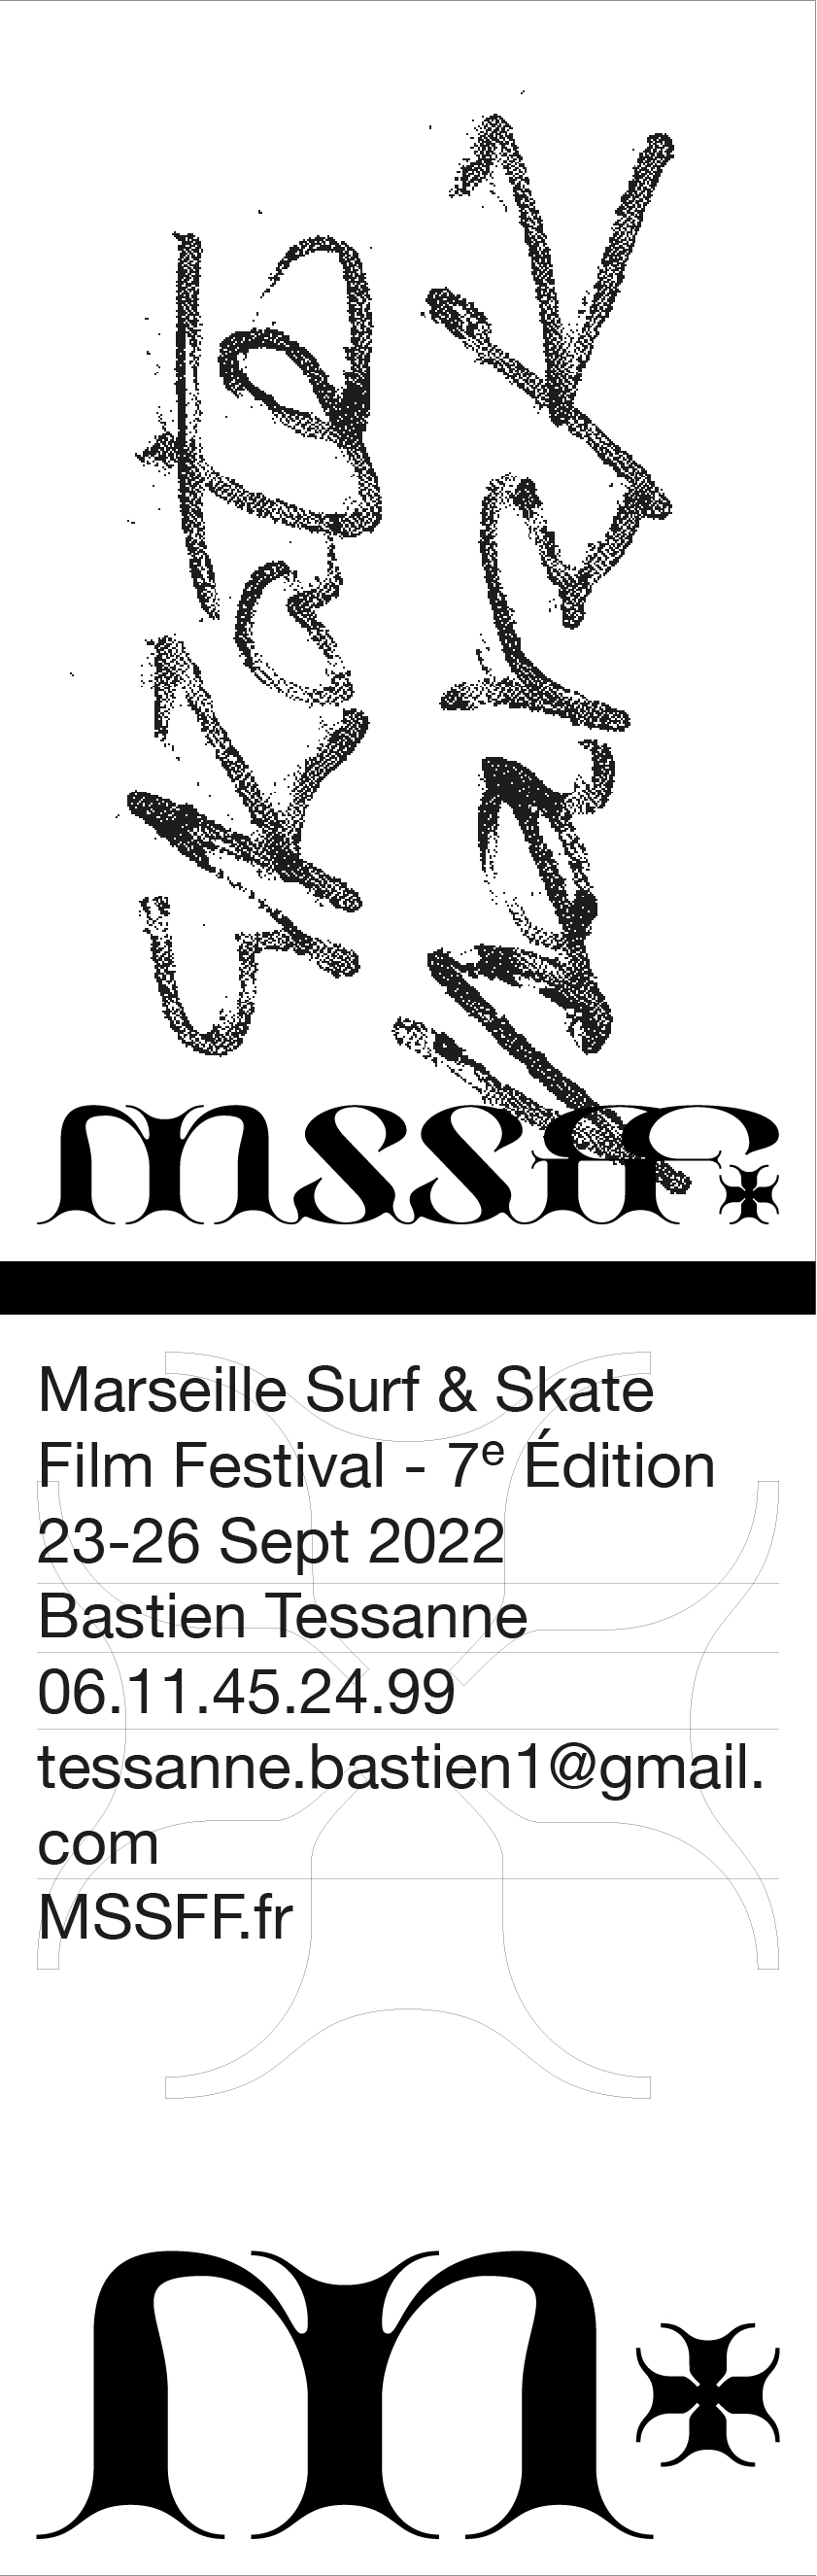 SKate
mssff
Marseille Surf & Skate
Film Festival - 7ᵉ Édition
23-26 Sept 2022
Bastien Tessanne
06.11.45.24.99
tessanne.bastien1@gmail.
com
MSSFF.fr
m